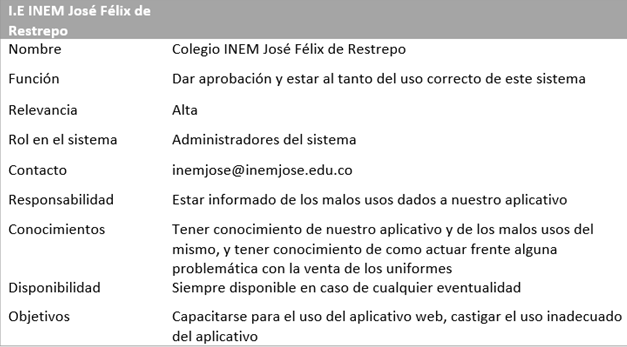 I.E INEM José Félix de
Restrepo
Nombre Colegio INEM José Félix de Restrepo
Función Dar aprobación y estar al tanto del uso correcto de este sistema
Relevancia Alta
Rol en el sistema Administradores del sistema
Contacto inemjose@inemjose.edu.co
Responsabilidad Estar informado de los malos usos dados a nuestro aplicativo
Conocimientos Tener conocimiento de nuestro aplicativo y de los malos usos del
mismo, y tener conocimiento de como actuar frente alguna
problemática con la venta de los uniformes
Disponibilidad Siempre disponible en caso de cualquier eventualidad
Objetivos Capacitarse para el uso del aplicativo web, castigar el uso inadecuado
del aplicativo